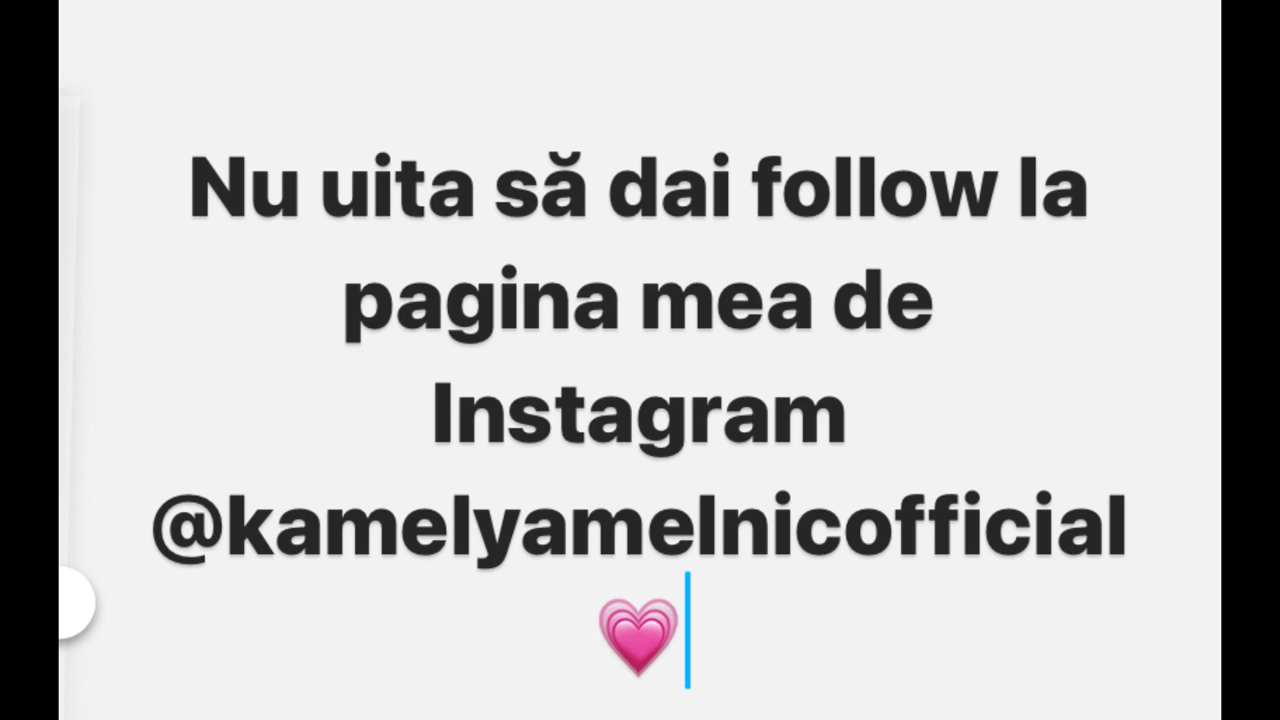 Nu uita să dai follow la
pagina mea de
Instagram
@kamelyamelnicofficial
💗